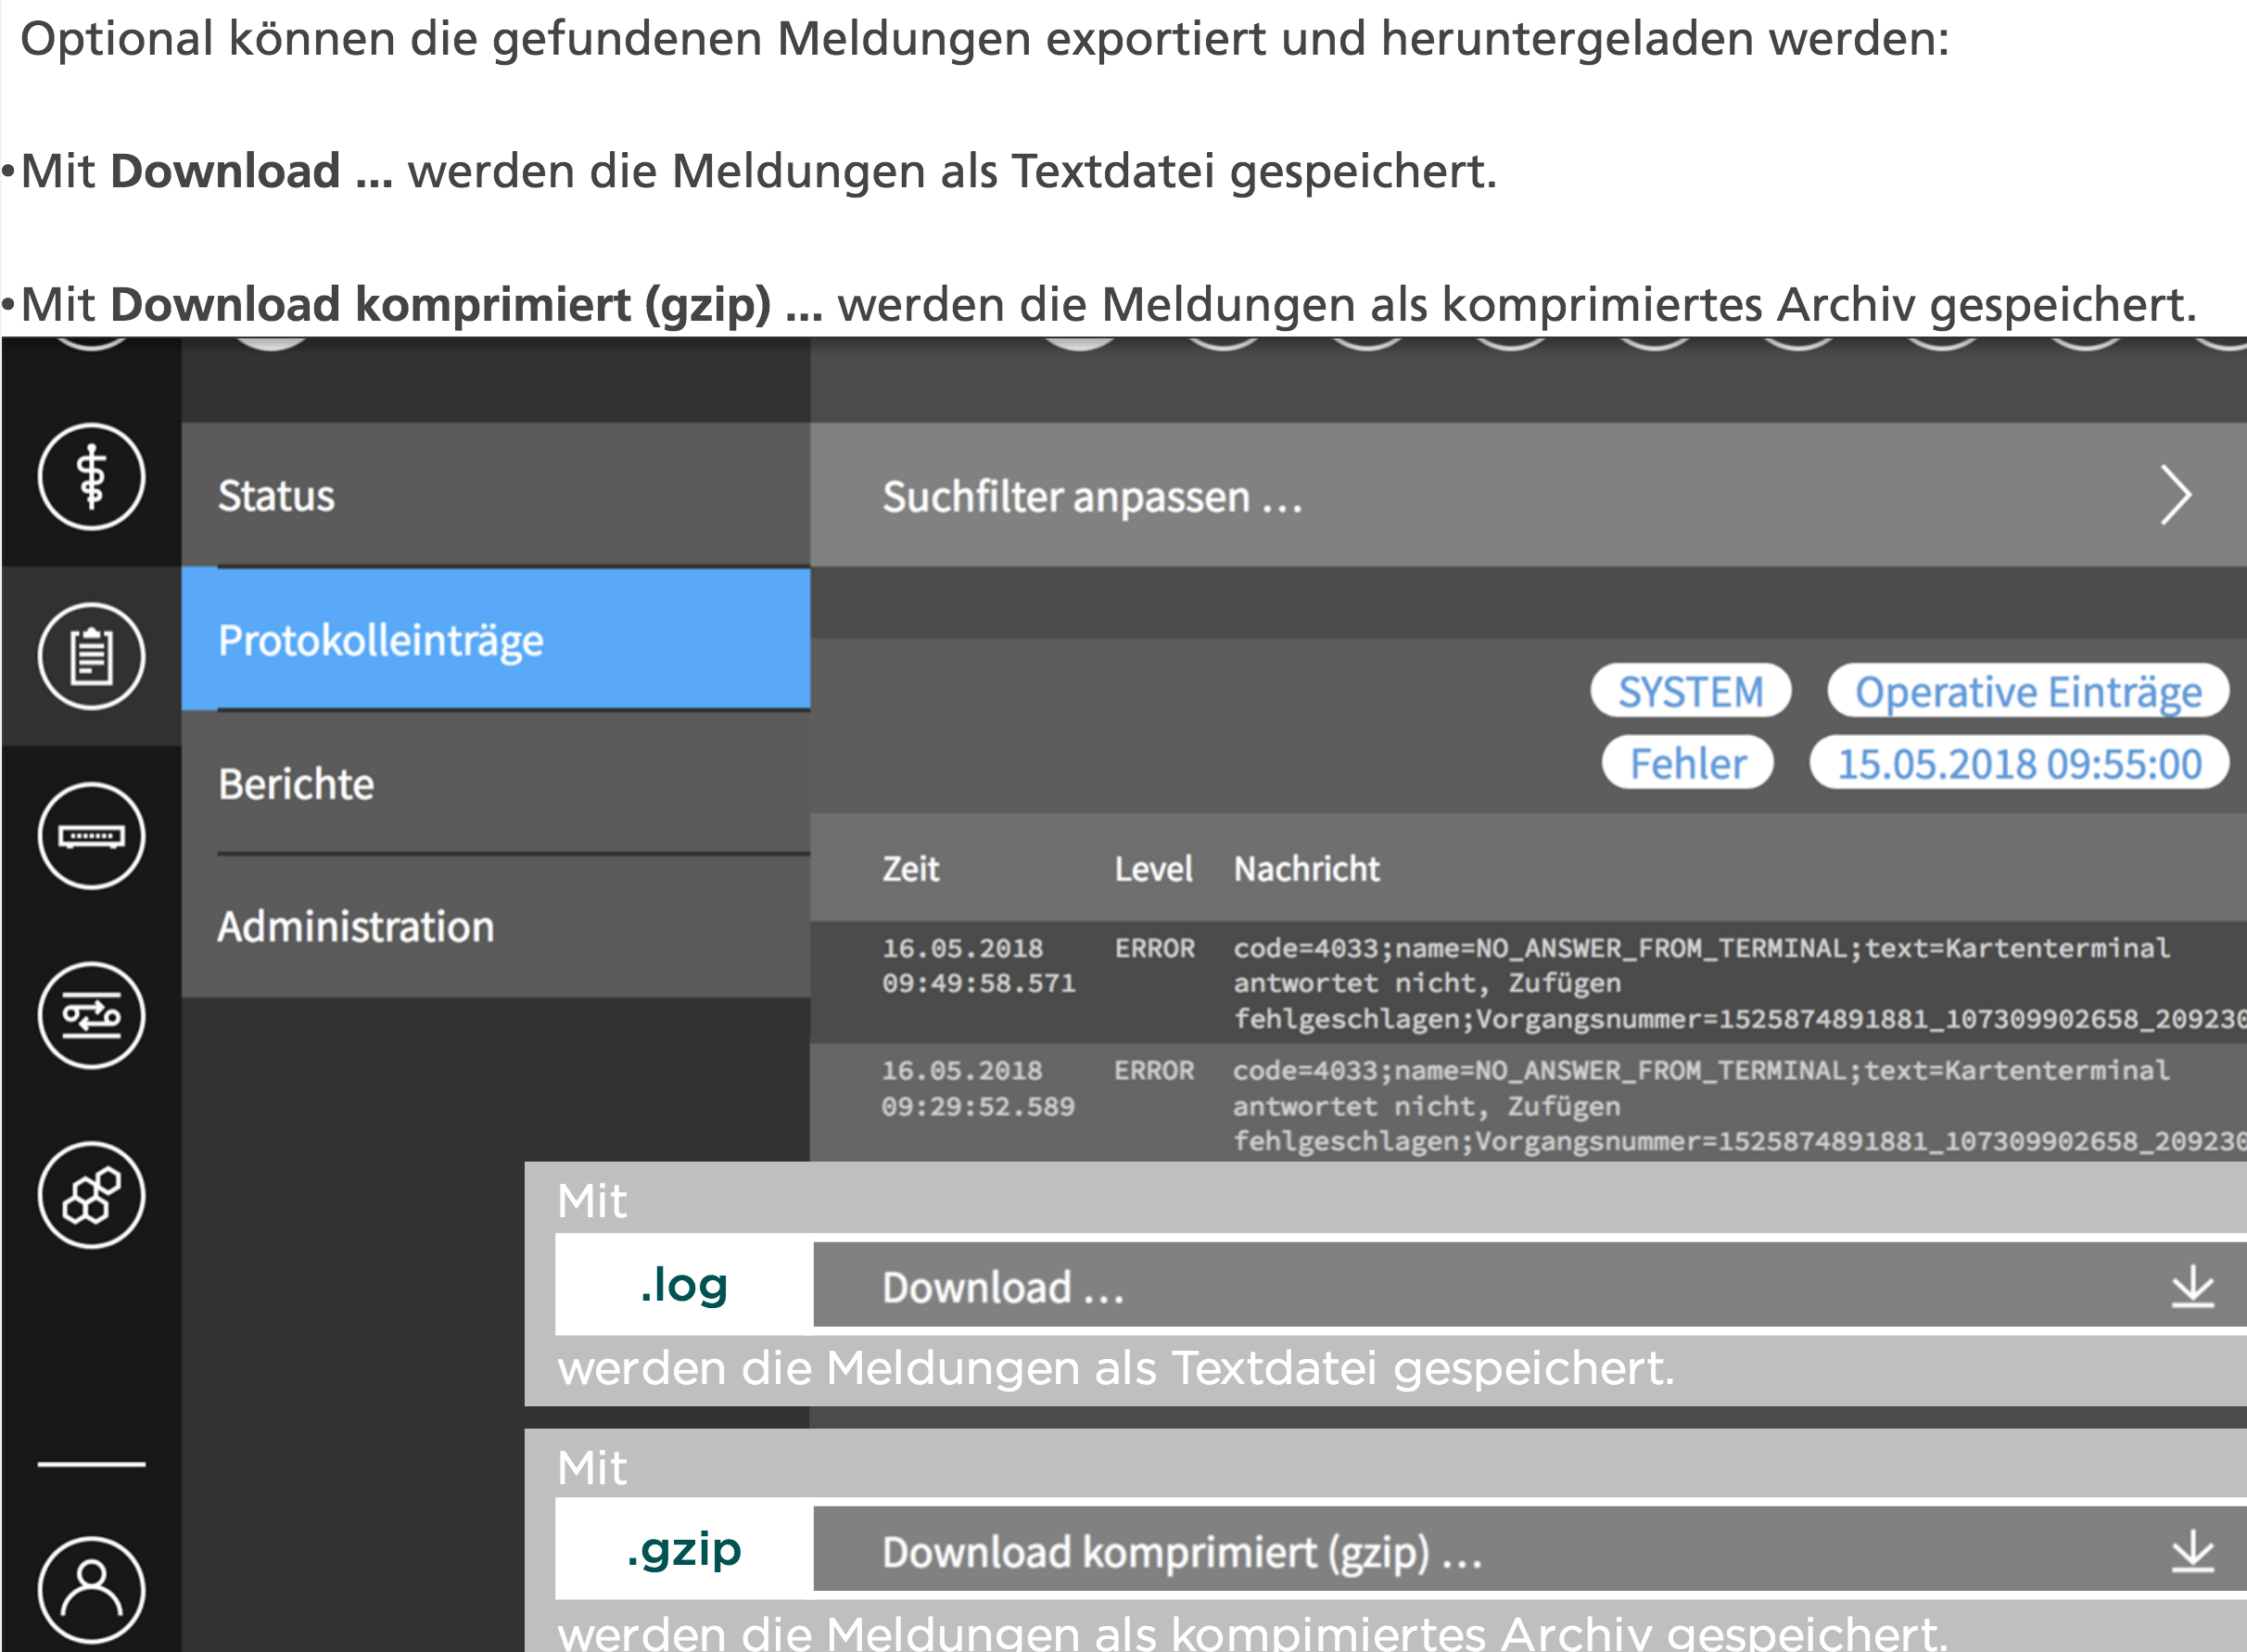 Optional können die gefundenen Meldungen exportiert und heruntergeladen werden:
•Mit Download ... werden die Meldungen als Textdatei gespeichert.
•Mit Download komprimiert (gzip) ... werden die Meldungen als komprimiertes Archiv gespeichert.
Status
Protokolleinträge
Berichte
Administration
Suchfilter anpassen ...
SYSTEM Operative Einträge
Fehler 15.05.2018 09:55:00
Zeit Level Nachricht
16.05.2018 ERROR code=4033;name=NO_ANSWER_FROM_TERMINAL;text=Kartenterminal
09:49:58.571 antwortet nicht, Zufügen
fehlgeschlagen;Vorgangsnummer=1525874891881_107309902658_209230
16.05.2018 ERROR code=4033;name=NO_ANSWER_FROM_TERMINAL;text=Kartenterminal
09:29:52.589 antwortet nicht, Zufügen
fehlgeschlagen;Vorgangsnummer=1525874891881_107309902658_209230
Mit
.log Download ...
werden die Meldungen als Textdatei gespeichert.
Mit
.gzip Download komprimiert (gzip) ...
werden die Meldungen als kompimiertes Archiv gespeichert.